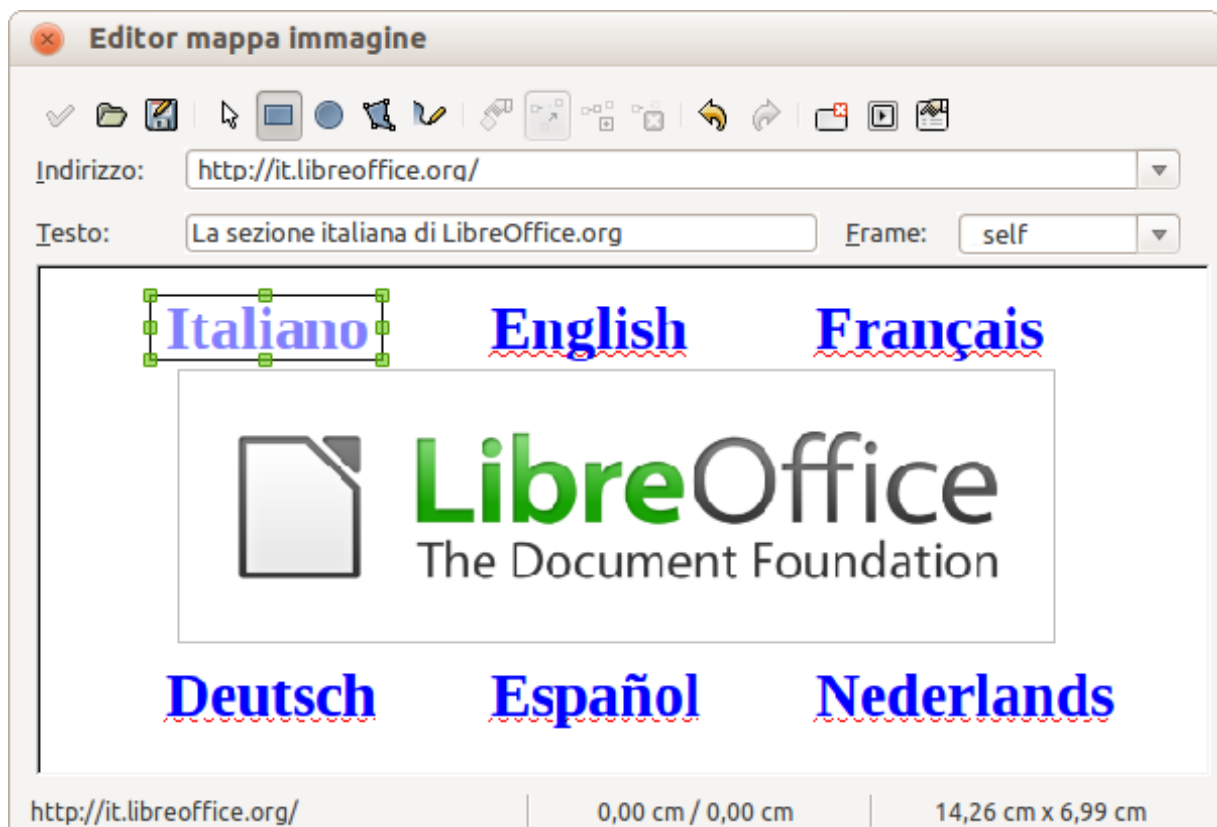 Editor mappa immagine
Indirizzo: http://it.libreoffice.org/
Testo: La sezione italiana di LibreOffice.org Frame: self
Italiano English Français
LibreOffice
The Document Foundation
Deutsch Español Nederlands
http://it.libreoffice.org/ 0,00 cm / 0,00 cm 14,26 cm x 6,99 cm